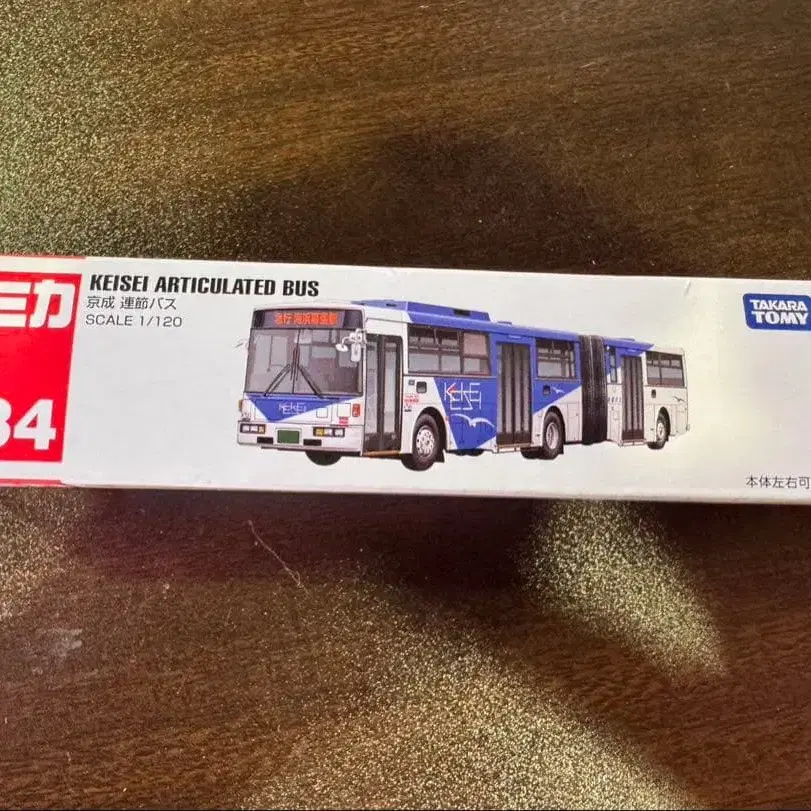 ミカ
34
KEISEI ARTICULATED BUS
京成 連節バス
SCALE 1/120
TAKARA
TOMY
KEISEI
KEISEI
本体左右可